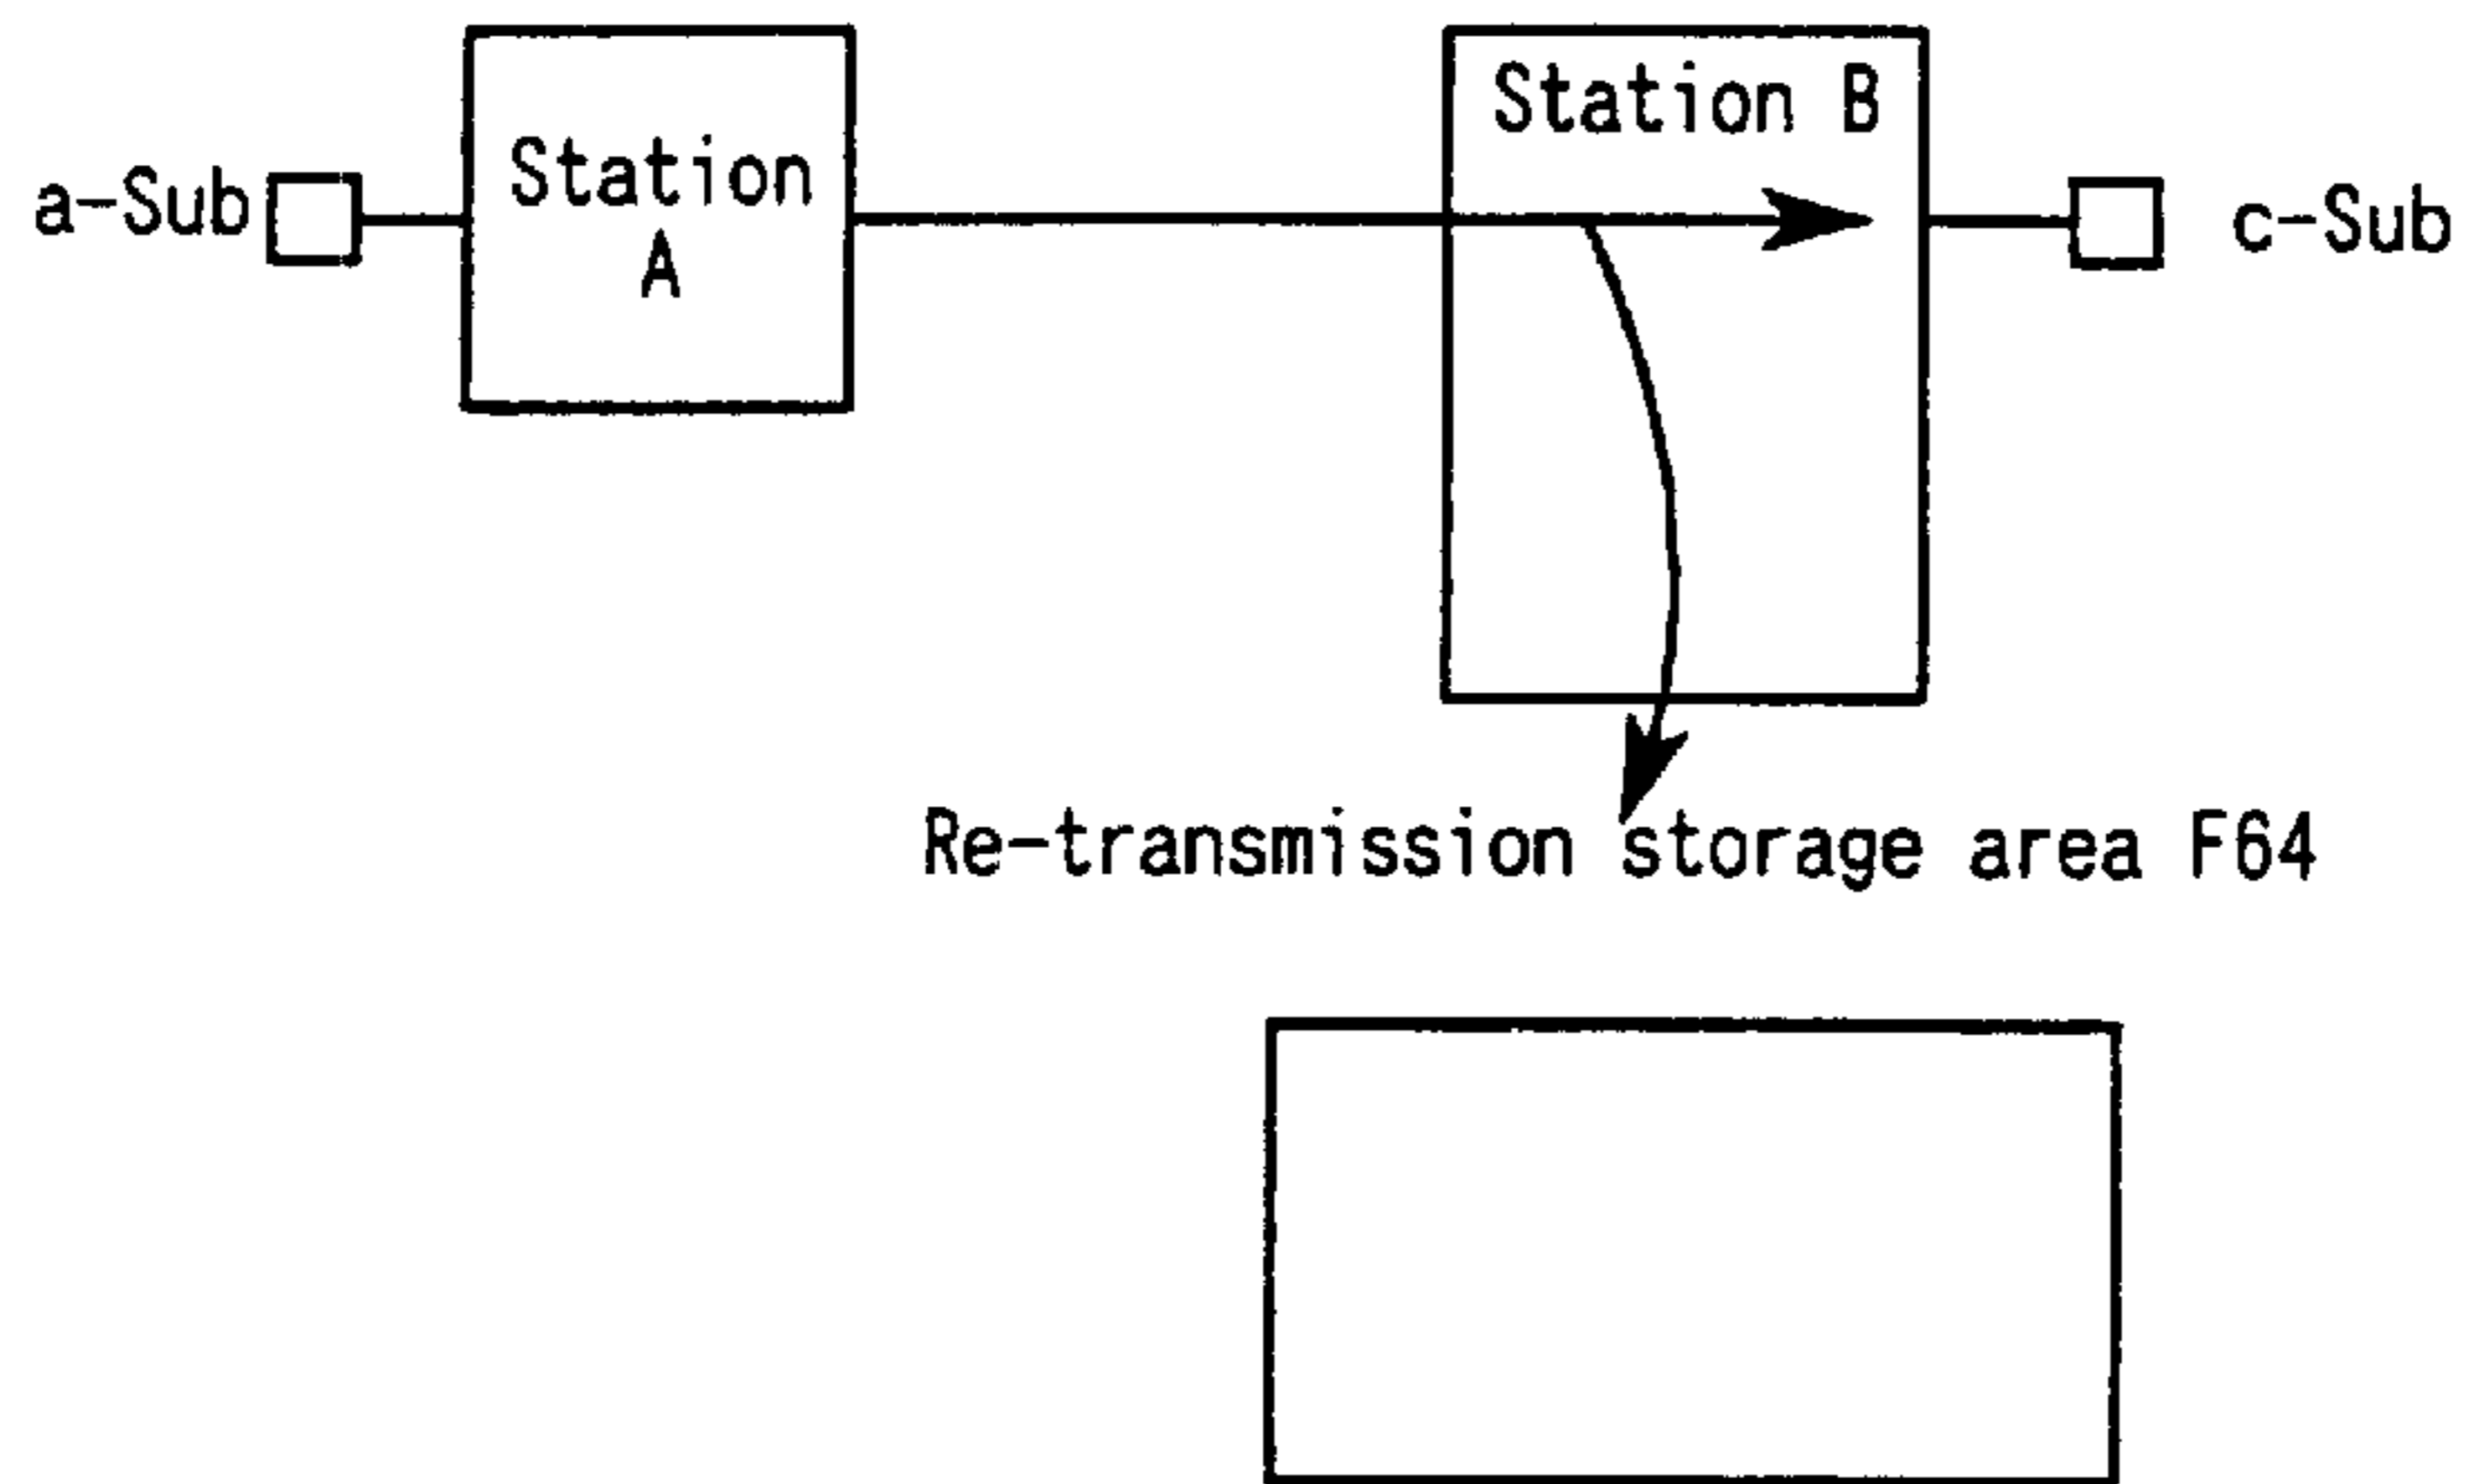 a-Sub
Station
A
Station B
c-Sub
Re-transmission storage area F64